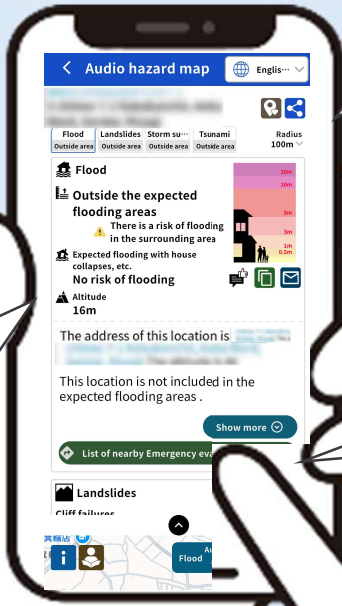 Audio hazard map
Englis…
Flood
Landslides
Storm su…
Tsunami
Radius
Outside area
Outside area
Outside area
Outside area
100m
Flood
Outside the expected
flooding areas
There is a risk of flooding
in the surrounding area
Expected flooding with house
collapses, etc.
No risk of flooding
Altitude
16m
20m
10m
5m
3m
1m
0.5m
The address of this location is
This location is not included in the
expected flooding areas .
Show more
List of nearby Emergency eva
Landslides
Cliff failures
箕輪店
Flood